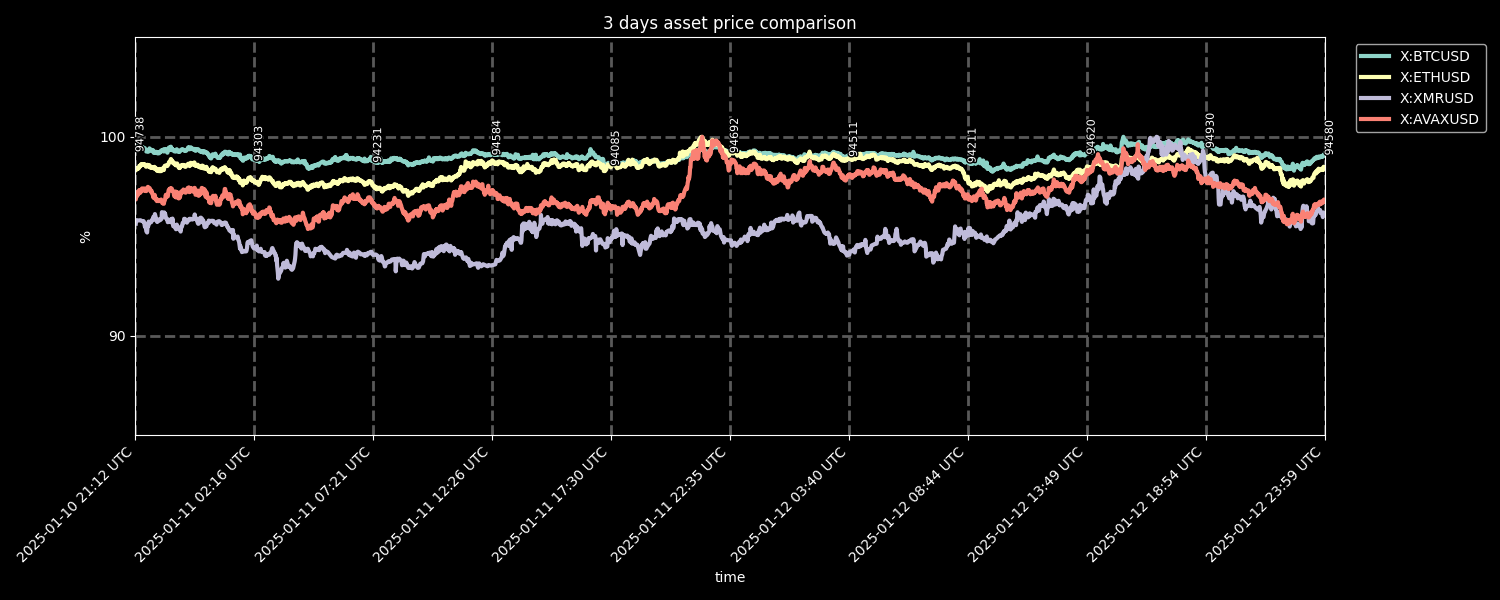 3 days asset price comparison
X:BTCUSD
X:ETHUSD
X:XMRUSD
X:AVAXUSD
100
90
%
94738
94303
94231
94584
94085
94692
94511
94211
94620
94930
94580
2025-01-10 21:12 UTC
2025-01-11 02:16 UTC
2025-01-11 07:21 UTC
2025-01-11 12:26 UTC
2025-01-11 17:30 UTC
2025-01-11 22:35 UTC
2025-01-12 03:40 UTC
2025-01-12 08:44 UTC
2025-01-12 13:49 UTC
2025-01-12 18:54 UTC
2025-01-12 23:59 UTC
time